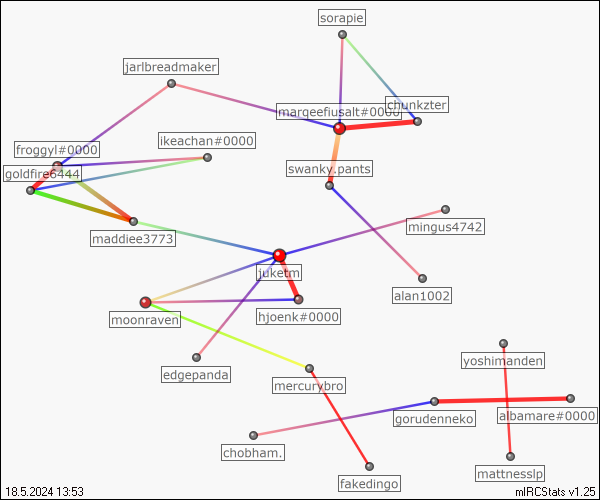 sorapie
jarlbreadmaker
marqeefiusalt#0000
chunkzter
ikeachan#0000
froggyl#0000
goldfire6444
swanky.pants
mingus4742
maddiee3773
juketm
alan1002
moonraven
hjoenk#0000
edgepanda
mercurybro
yoshimanden
gorudenneko
albamare#0000
chobham.
fakedingo
mattnesslp
18.5.2024 13:53
mIRCStats v1.25